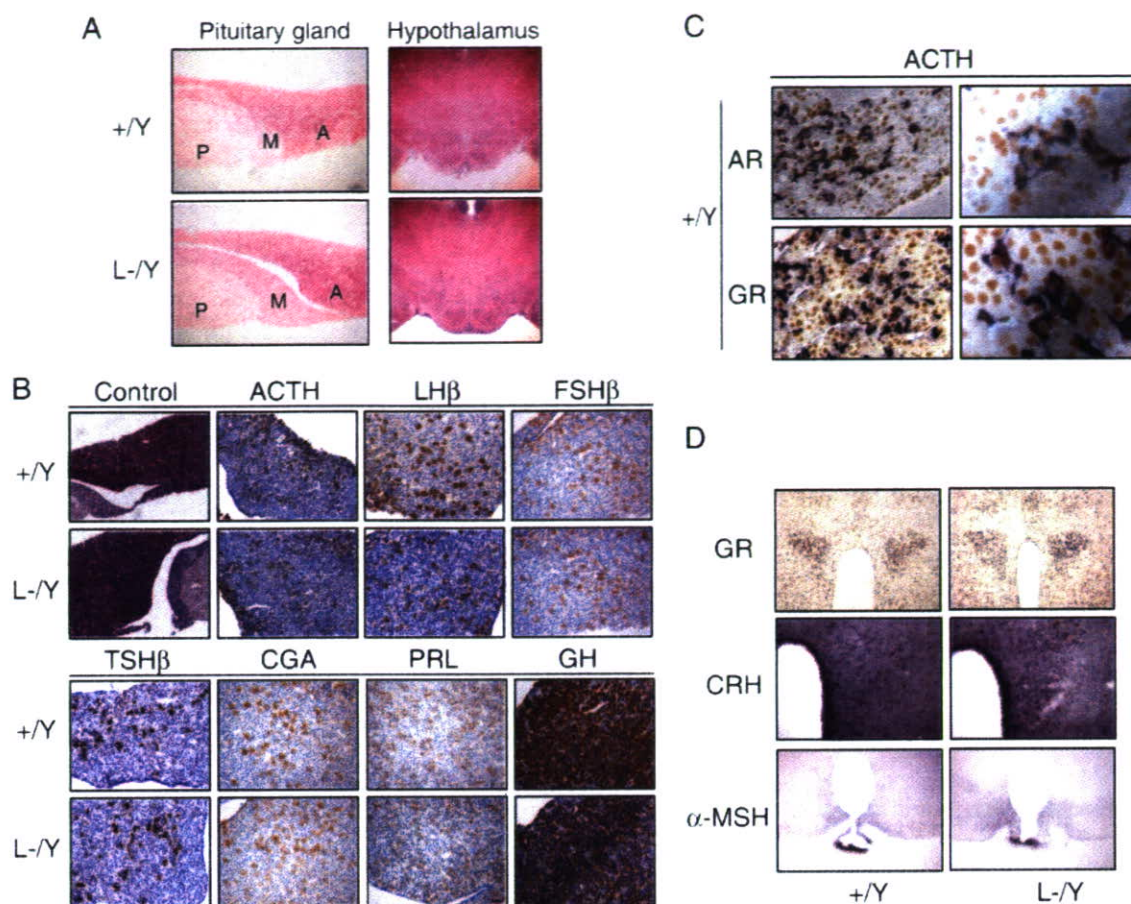 A
Pituitary gland Hypothalamus
+/Y
P M A
L-/Y
P M A
B
Control ACTH LHβ FSHβ
+/Y
L-/Y
TSHβ CGA PRL GH
+/Y
L-/Y
C
ACTH
AR
+/Y
GR
D
GR
CRH
α-MSH
+/Y L-/Y